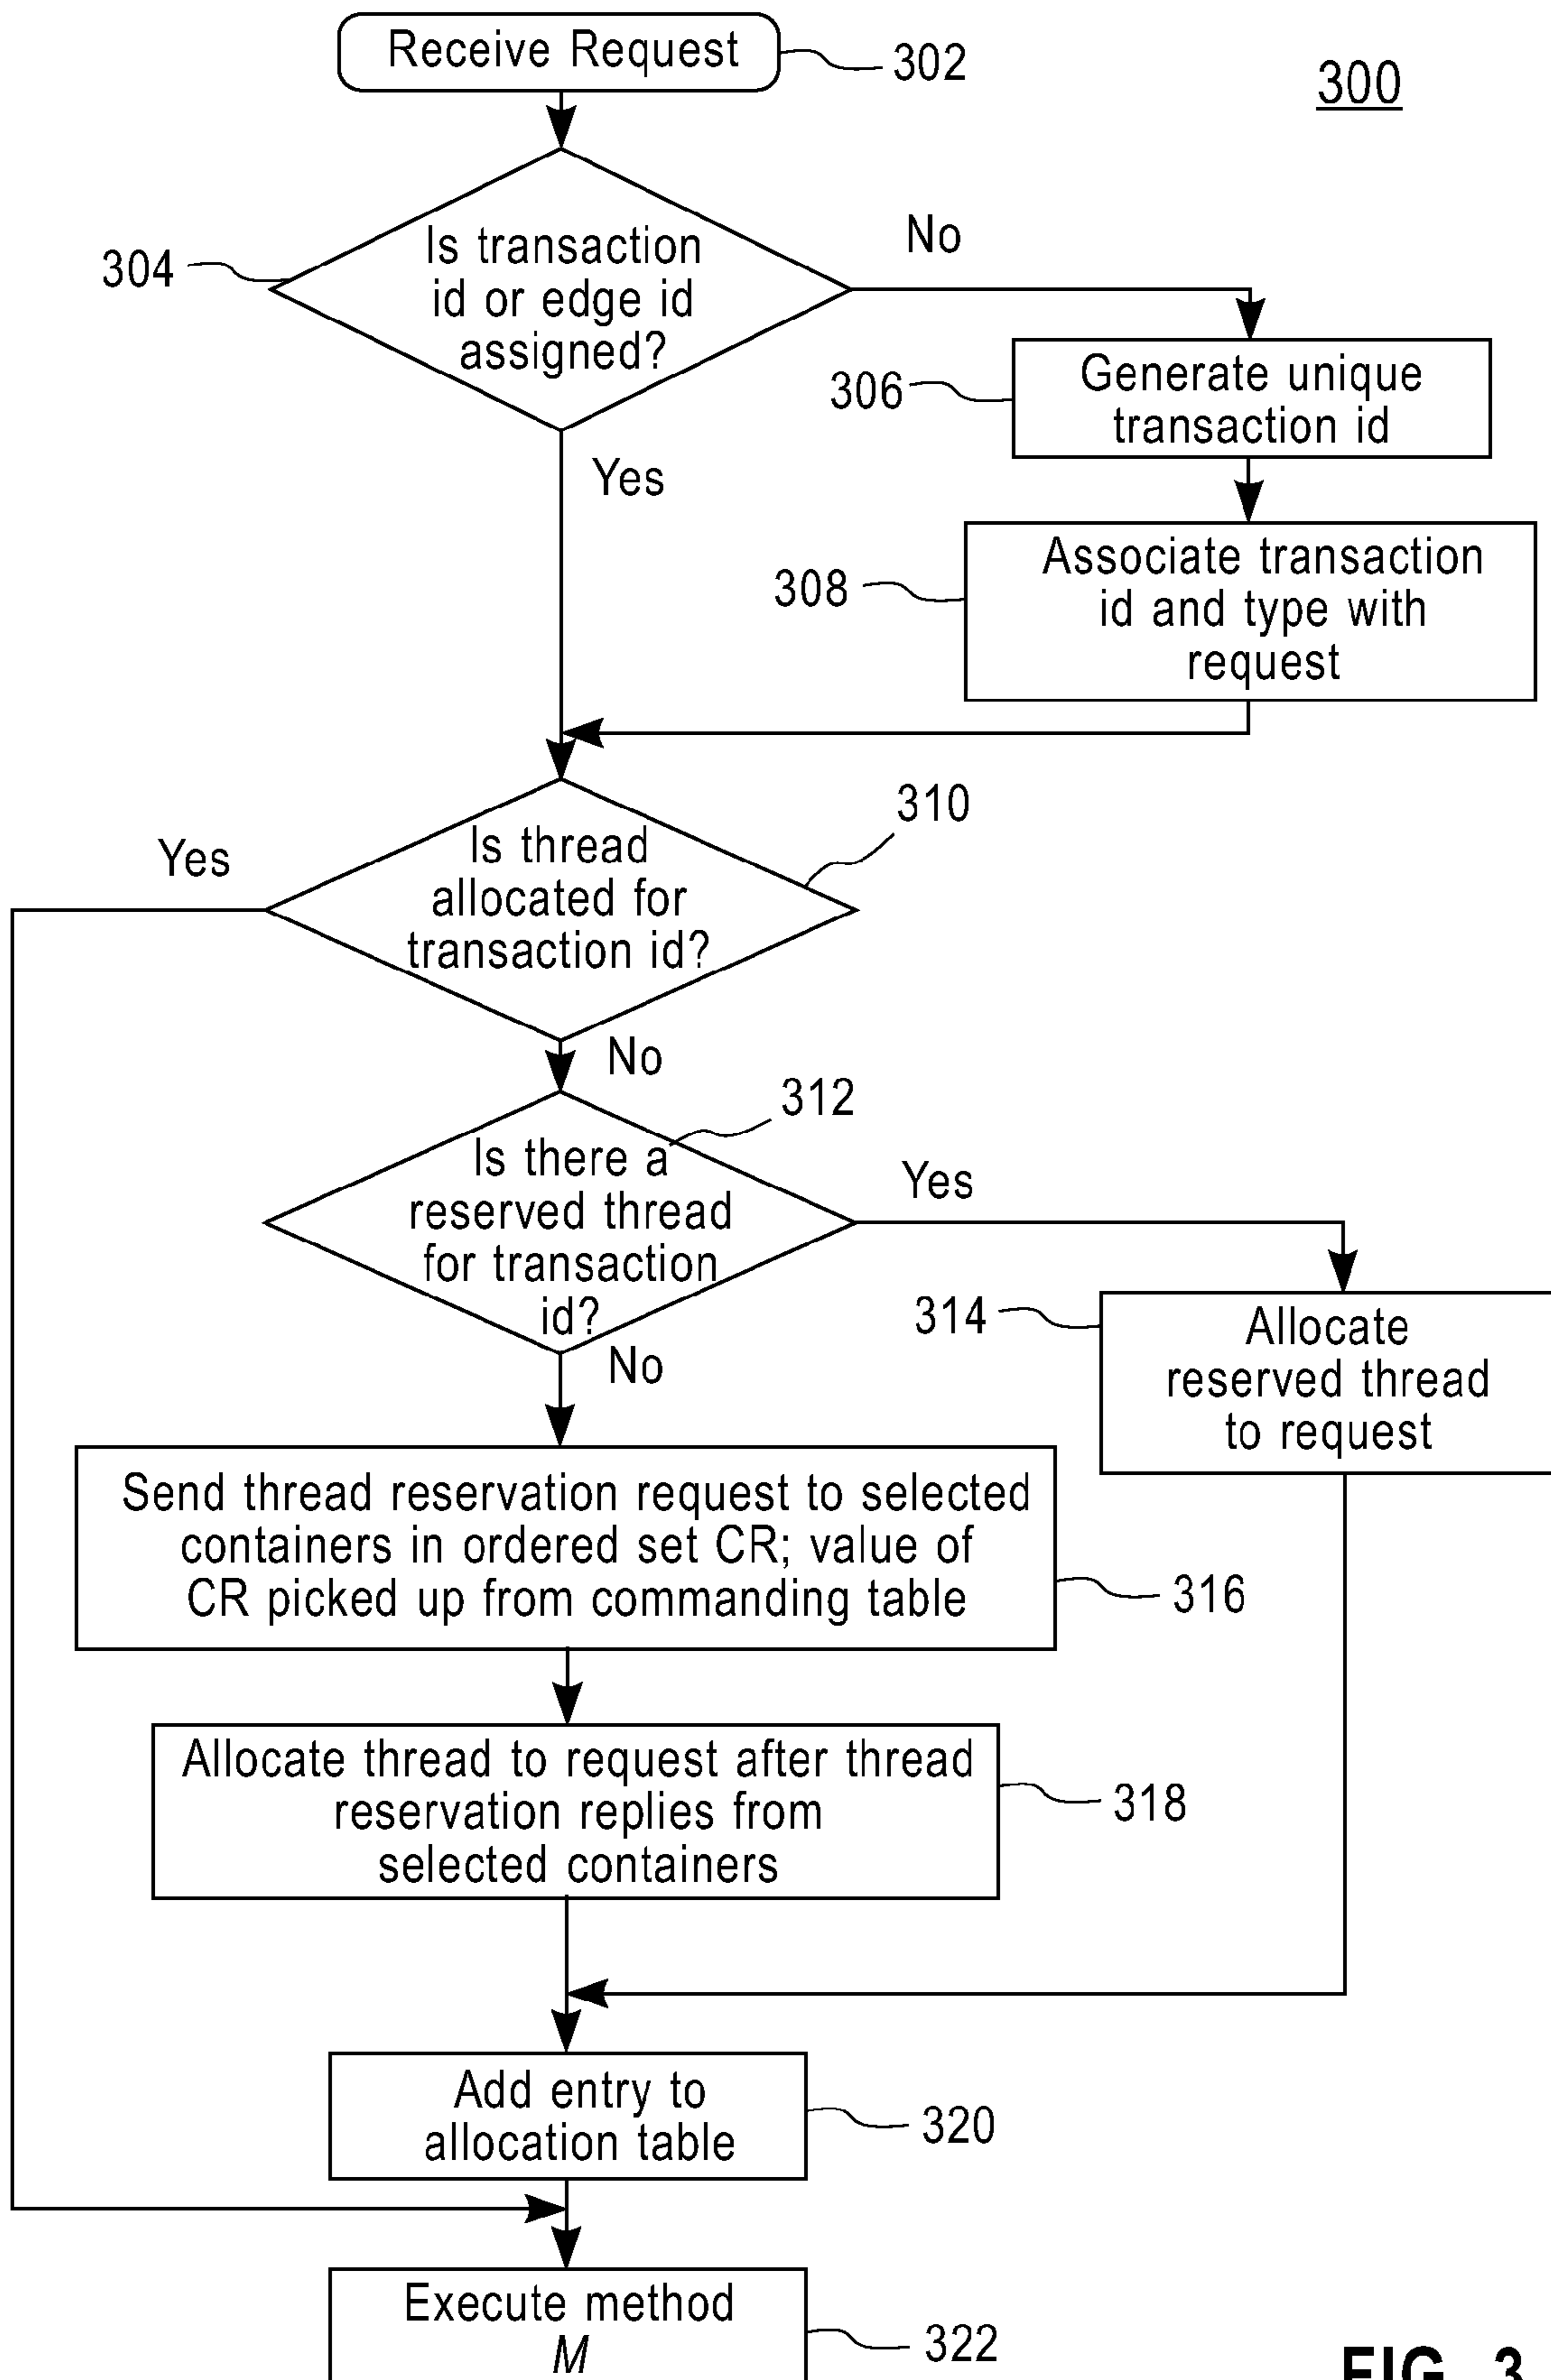 Receive Request
302
300
Is transaction
id or edge id
assigned?
304
No
Yes
306
Generate unique
transaction id
308
Associate transaction
id and type with
request
310
Yes
Is thread
allocated for
transaction id?
No
312
Is there a
reserved thread
for transaction
id?
Yes
No
314
Allocate
reserved thread
to request
Send thread reservation request to selected
containers in ordered set CR; value of
CR picked up from commanding table
316
Allocate thread to request after thread
reservation replies from
selected containers
318
Add entry to
allocation table
320
Execute method
M
322
FIG. 3